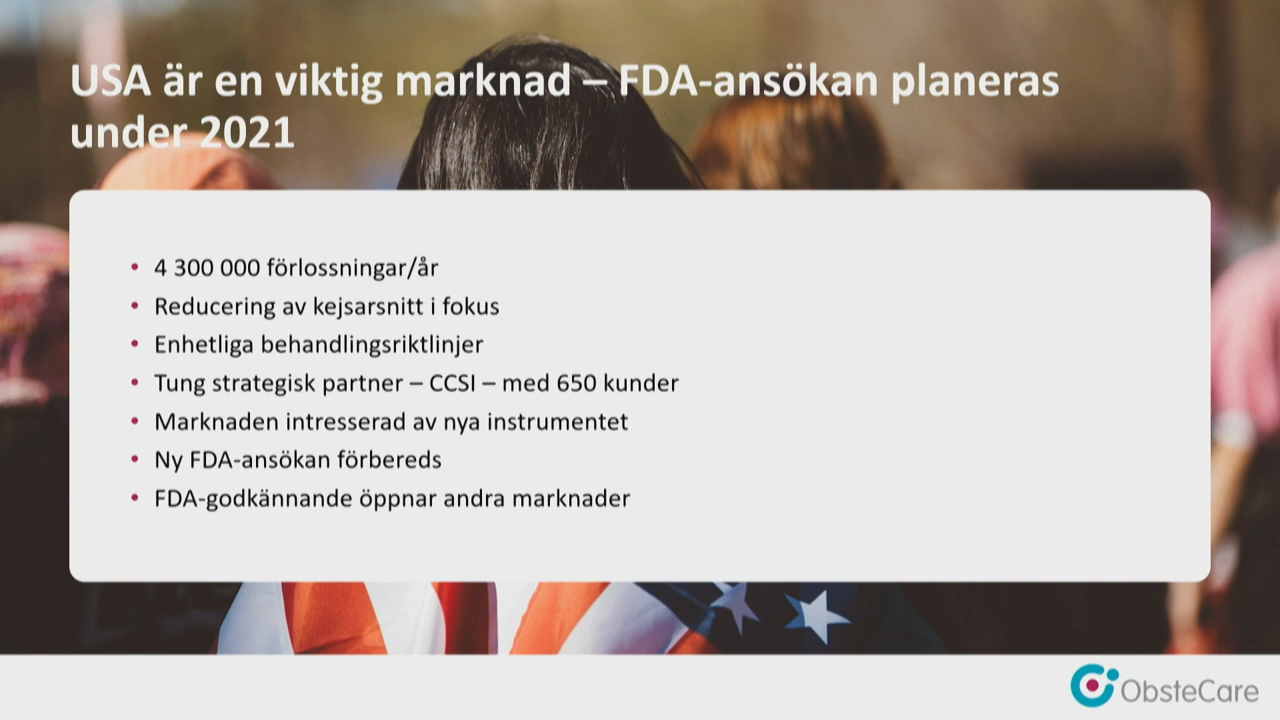 USA är en viktig marknad – FDA-ansökan planeras
under 2021
• 4 300 000 förlossningar/år
• Reducering av kejsarsnitt i fokus
• Enhetliga behandlingsriktlinjer
• Tung strategisk partner – CCSI – med 650 kunder
• Marknaden intresserad av nya instrumentet
• Ny FDA-ansökan förbereds
• FDA-godkännande öppnar andra marknader
ObsteCare